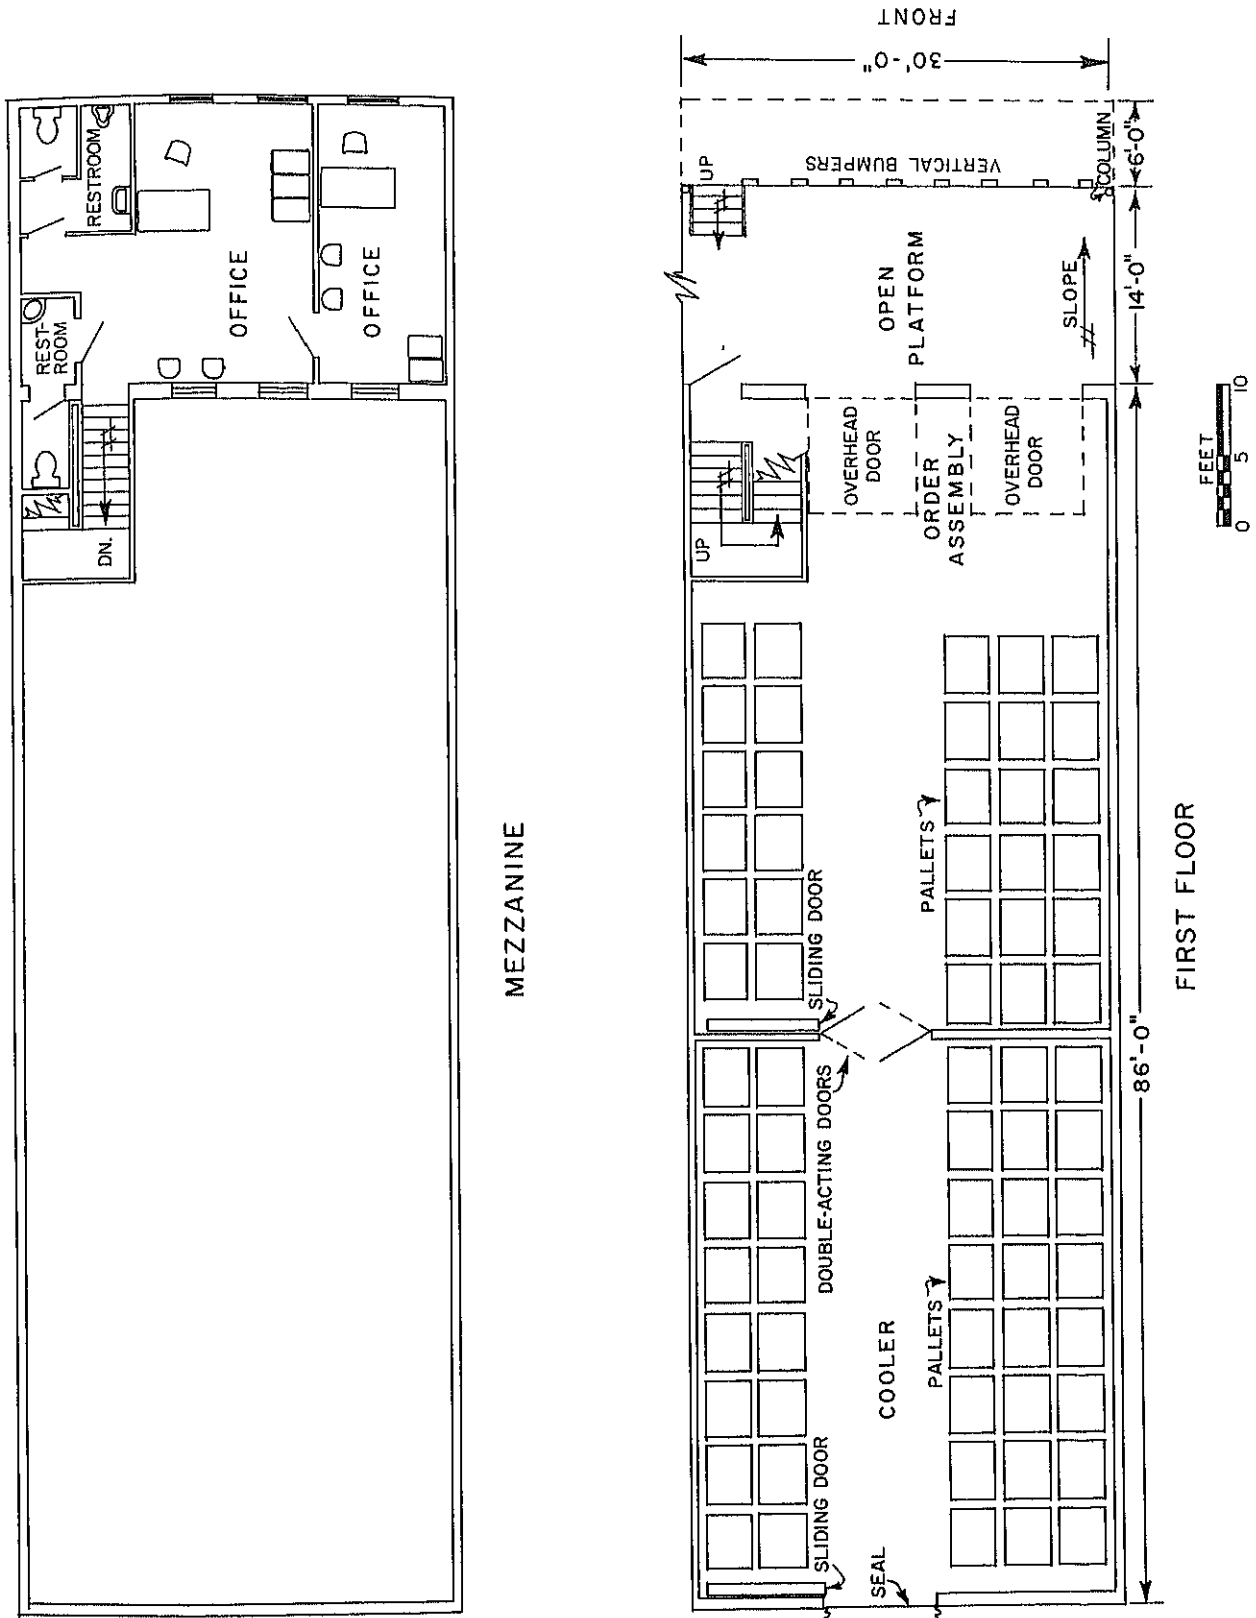 RESTROOM
REST-
ROOM
OFFICE
OFFICE
DN.
MEZZANINE
FRONT
30'-0"
6'-0"
14'-0"
86'-0"
COLUMN
VERTICAL BUMPERS
UP
OPEN
PLATFORM
SLOPE
OVERHEAD
DOOR
ORDER
ASSEMBLY
OVERHEAD
DOOR
UP
PALLETS
SLIDING DOOR
DOUBLE-ACTING DOORS
PALLETS
COOLER
SLIDING DOOR
SEAL
FIRST FLOOR
FEET
0 5 10